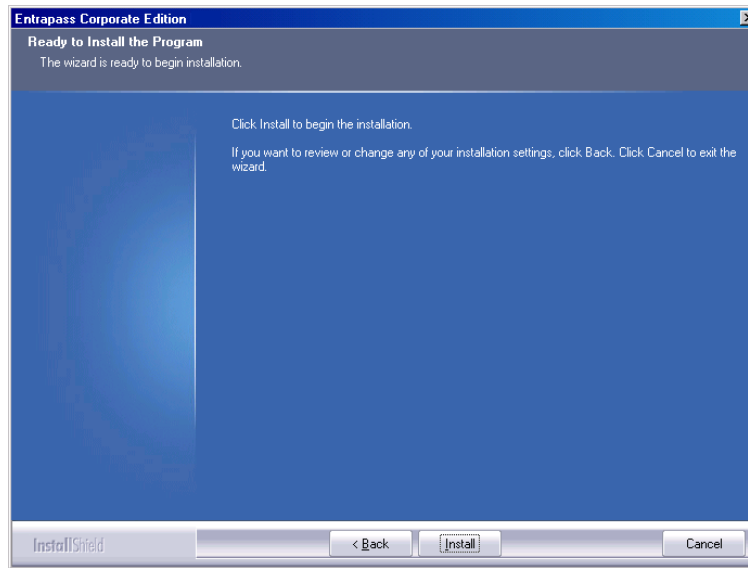 Entrapass Corporate Edition
Ready to Install the Program
The wizard is ready to begin installation.
Click Install to begin the installation.
If you want to review or change any of your installation settings, click Back. Click Cancel to exit the
wizard.
InstallShield
< Back
Install
Cancel